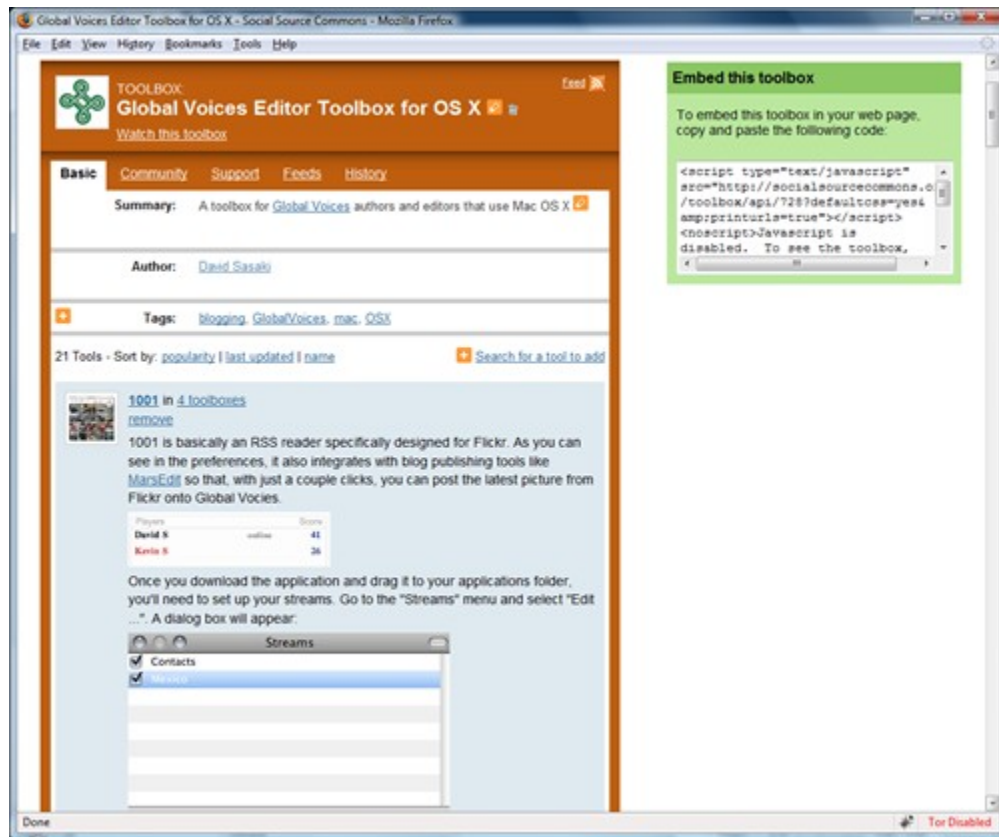 Global Voices Editor Toolbox for OS X - Social Source Commons - Mozilla Firefox
File Edit View History Bookmarks Tools Help
TOOLBOX:
Feed
Global Voices Editor Toolbox for OS X
Watch this toolbox
Basic Community Support Feeds History
Summary: A toolbox for Global Voices authors and editors that use Mac OS X
Author: David Sasaki
Tags: blogging, GlobalVoices, mac, OSX
21 Tools - Sort by: popularity | last updated | name
Search for a tool to add
1001 in 4 toolboxes
remove
1001 is basically an RSS reader specifically designed for Flickr. As you can
see in the preferences, it also integrates with blog publishing tools like
MarsEdit so that, with just a couple clicks, you can post the latest picture from
Flickr onto Global Vocies.
Players Score
David S online 41
Kevin S 26
Once you download the application and drag it to your applications folder,
you'll need to set up your streams. Go to the "Streams" menu and select "Edit
...". A dialog box will appear:
Streams
Contacts
Mexico
Embed this toolbox
To embed this toolbox in your web page,
copy and paste the following code:
<script type="text/javascript"
src="http://socialsourcecommons.o
/toolbox/api/728?defaultcss=yes&
amp;printurls=true"></script>
<noscript>Javascript is
disabled. To see the toolbox,
Done
Tor Disabled